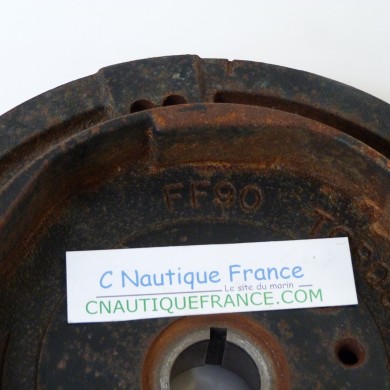 FF90
C Nautique France
Le site du marin
CNAUTIQUEFRANCE.COM